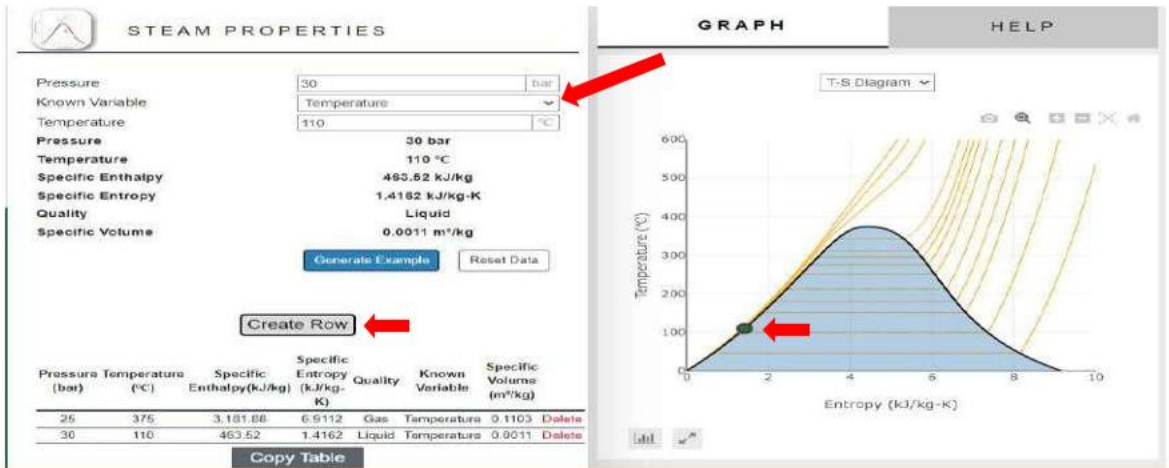 STEAM PROPERTIES
Pressure 30 bar
Known Variable Temperature
Temperature 110 °C
Pressure 30 bar
Temperature 110 °C
Specific Enthalpy 463.52 kJ/kg
Specific Entropy 1.4162 kJ/kg-K
Quality Liquid
Specific Volume 0.0011 m³/kg
Generate Example Reset Data
Create Row
Pressure (bar) Temperature (°C) Specific Enthalpy(kJ/kg) Specific Entropy (kJ/kg-K) Quality Known Variable Specific Volume (m³/kg)
25 375 3,181.88 6.9112 Gas Temperature 0.1103 Delete
30 110 463.52 1.4162 Liquid Temperature 0.0011 Delete
Copy Table
GRAPH HELP
T-S Diagram
600
500
400
300
200
100
0
Temperature (°C)
0 2 4 6 8 10
Entropy (kJ/kg-K)